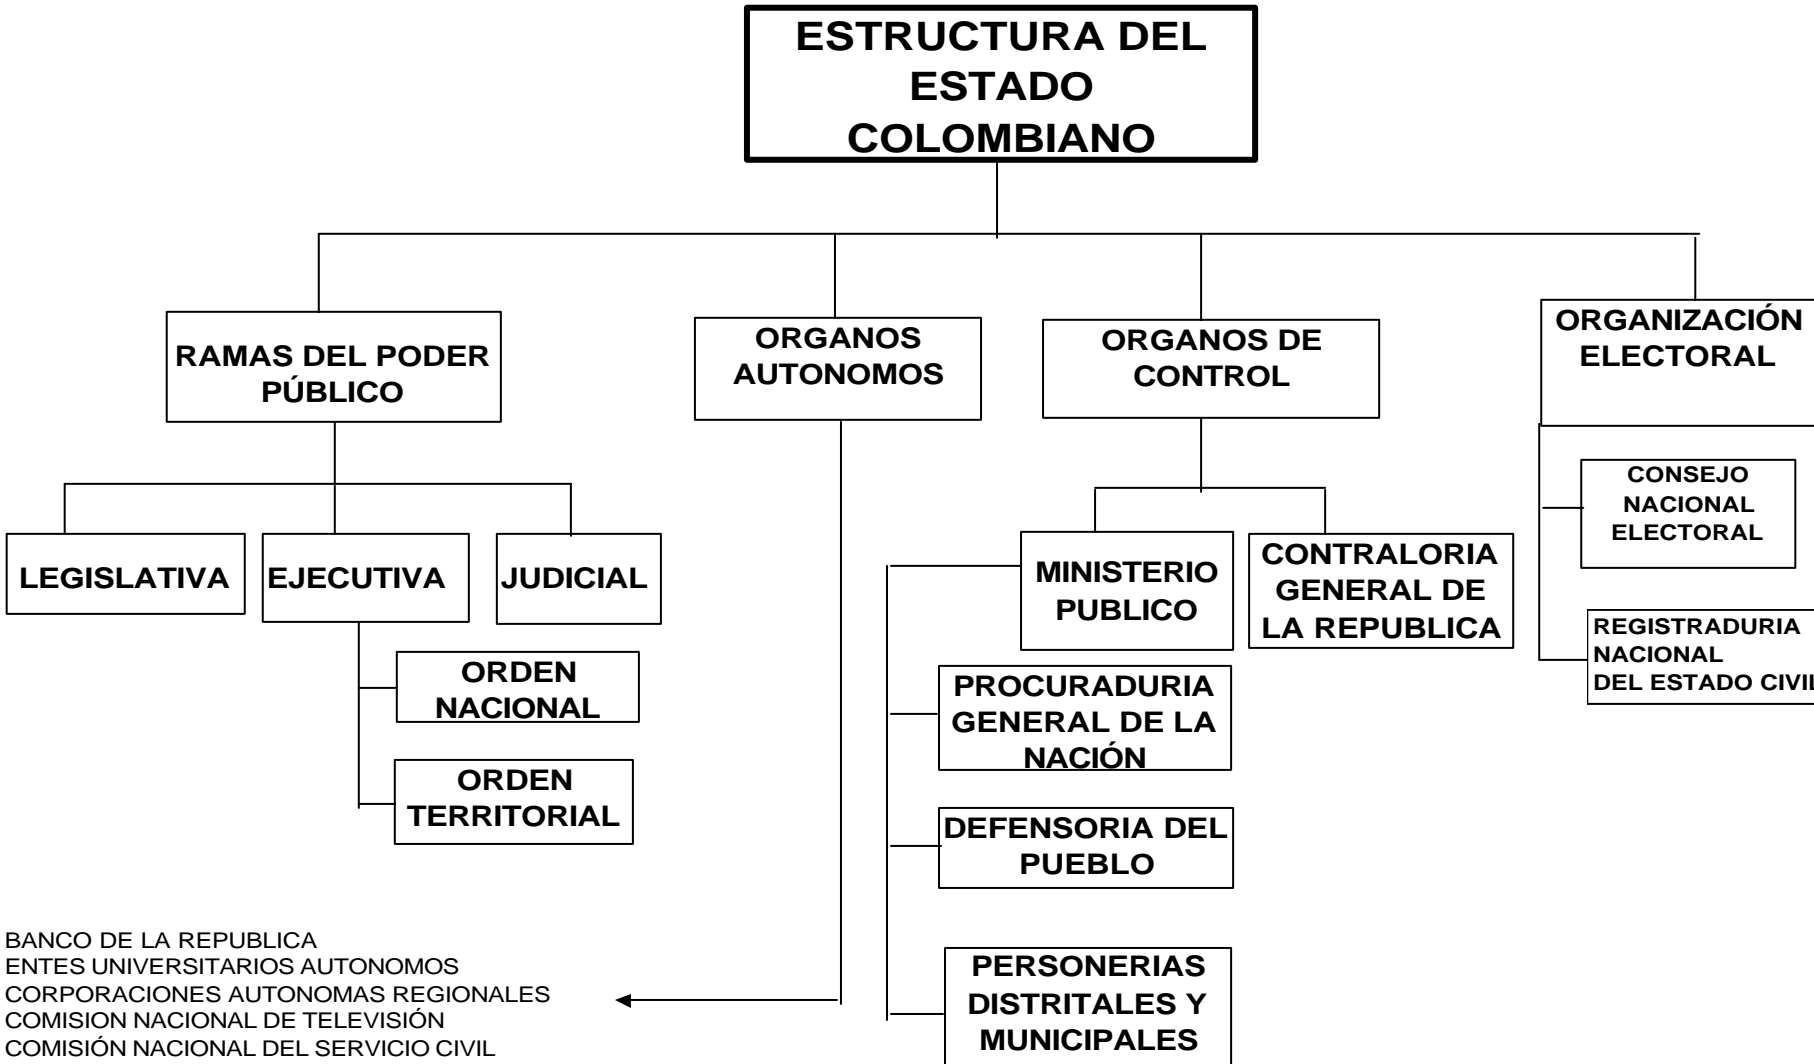 ESTRUCTURA DEL
ESTADO
COLOMBIANO
RAMAS DEL PODER
PÚBLICO
ORGANOS
AUTONOMOS
ORGANOS DE
CONTROL
ORGANIZACIÓN
ELECTORAL
LEGISLATIVA
EJECUTIVA
JUDICIAL
ORDEN
NACIONAL
ORDEN
TERRITORIAL
MINISTERIO
PUBLICO
CONTRALORIA
GENERAL DE
LA REPUBLICA
PROCURADURIA
GENERAL DE LA
NACIÓN
DEFENSORIA DEL
PUEBLO
PERSONERIAS
DISTRITALES Y
MUNICIPALES
CONSEJO
NACIONAL
ELECTORAL
REGISTRADURIA
NACIONAL
DEL ESTADO CIVIL
BANCO DE LA REPUBLICA
ENTES UNIVERSITARIOS AUTONOMOS
CORPORACIONES AUTONOMAS REGIONALES
COMISION NACIONAL DE TELEVISIÓN
COMISIÓN NACIONAL DEL SERVICIO CIVIL